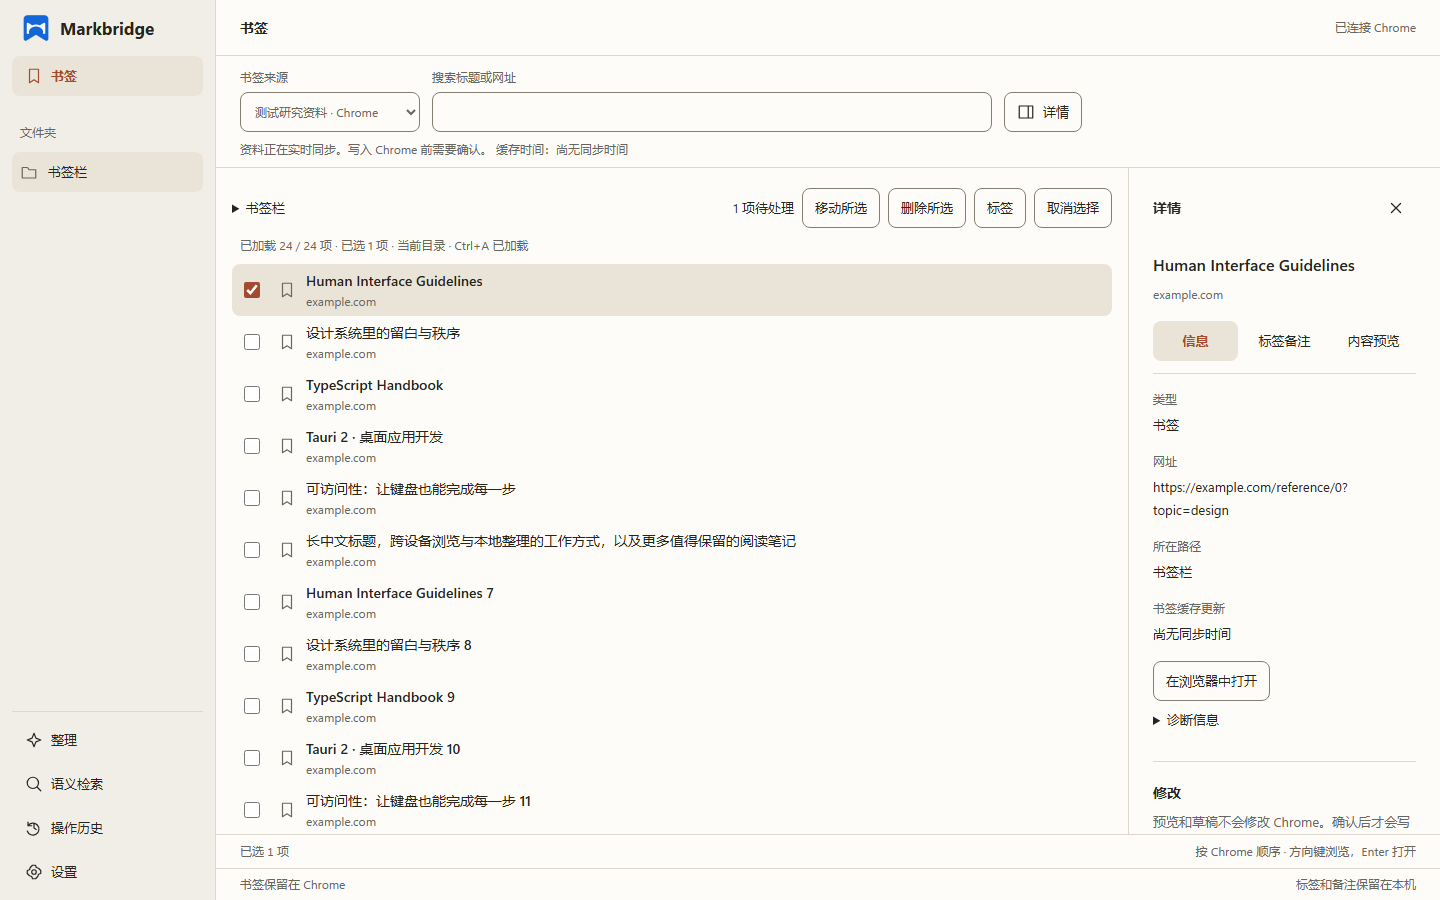 Markbridge
书签
文件夹
书签栏
整理
语义检索
操作历史
设置
书签
已连接 Chrome
书签来源
搜索标题或网址
测试研究资料 · Chrome
详情
资料正在实时同步。写入 Chrome 前需要确认。 缓存时间：尚无同步时间
书签栏
1 项待处理
移动所选
删除所选
标签
取消选择
已加载 24 / 24 项 · 已选 1 项 · 当前目录 · Ctrl+A 已加载
Human Interface Guidelines
example.com
设计系统里的留白与秩序
example.com
TypeScript Handbook
example.com
Tauri 2 · 桌面应用开发
example.com
可访问性：让键盘也能完成每一步
example.com
长中文标题，跨设备浏览与本地整理的工作方式，以及更多值得保留的阅读笔记
example.com
Human Interface Guidelines 7
example.com
设计系统里的留白与秩序 8
example.com
TypeScript Handbook 9
example.com
Tauri 2 · 桌面应用开发 10
example.com
可访问性：让键盘也能完成每一步 11
example.com
详情
Human Interface Guidelines
example.com
信息
标签备注
内容预览
类型
书签
网址
https://example.com/reference/0?
topic=design
所在路径
书签栏
书签缓存更新
尚无同步时间
在浏览器中打开
诊断信息
修改
预览和草稿不会修改 Chrome。确认后才会写
已选 1 项
按 Chrome 顺序 · 方向键浏览，Enter 打开
书签保留在 Chrome
标签和备注保留在本机